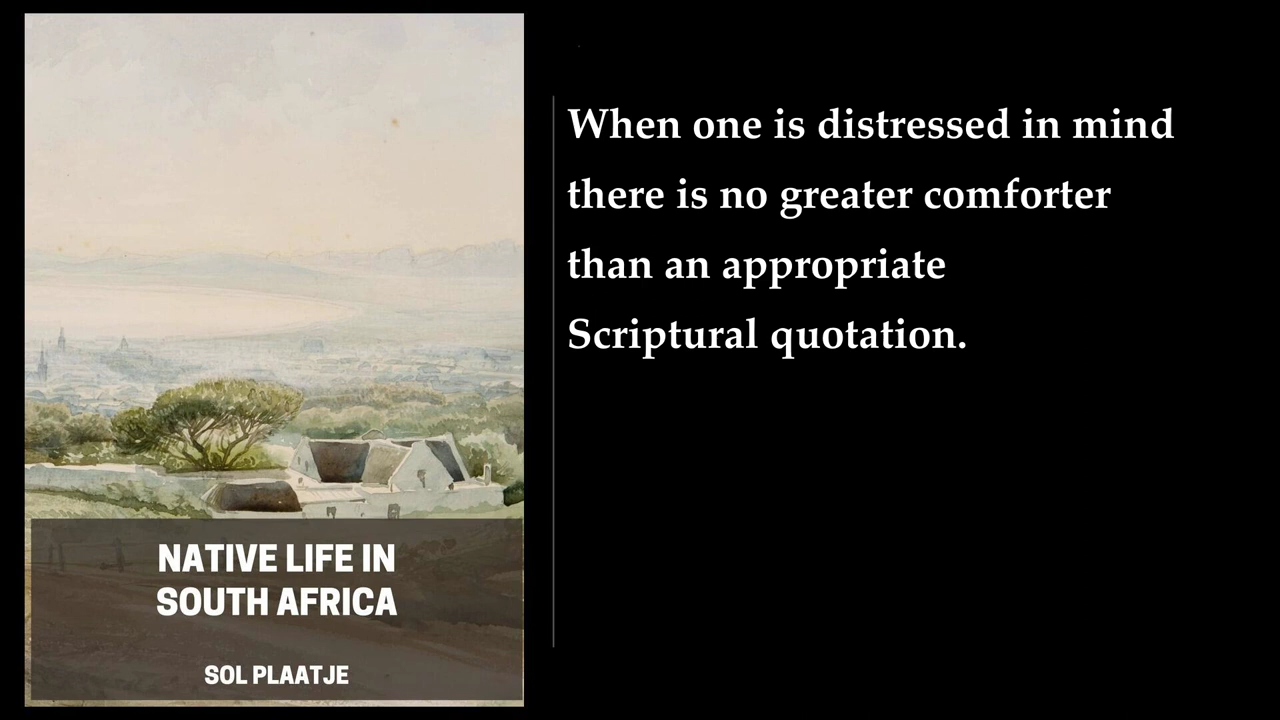 NATIVE LIFE IN
SOUTH AFRICA
SOL PLAATJE
When one is distressed in mind
there is no greater comforter
than an appropriate
Scriptural quotation.